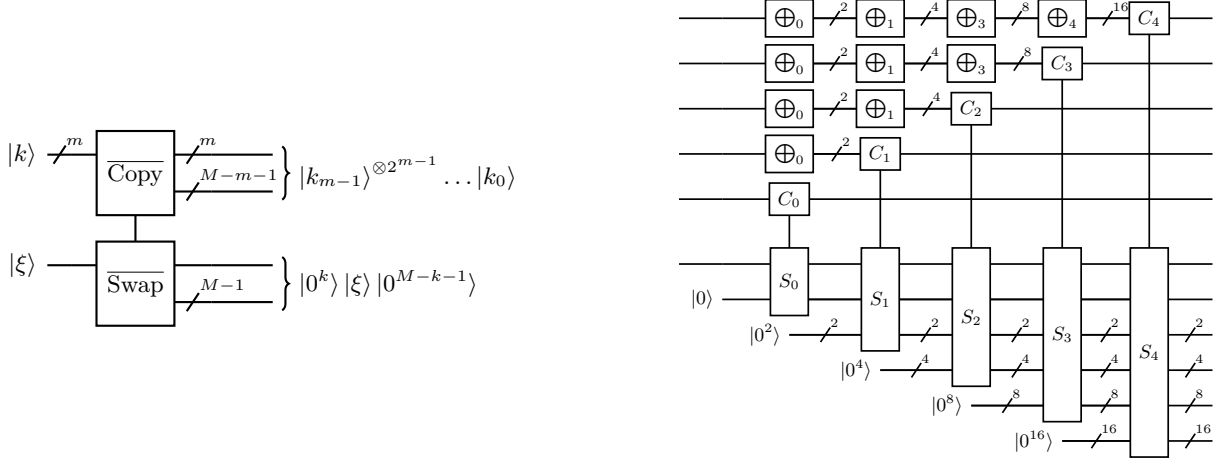 |k⟩ m Copy m
M−m−1
|k_{m−1}⟩^{⊗2^{m−1}} … |k_0⟩
|ξ⟩ Swap
M−1
|0^k⟩ |ξ⟩ |0^{M−k−1}⟩
⊕_0 2 ⊕_1 4 ⊕_3 8 ⊕_4 16 C_4
⊕_0 2 ⊕_1 4 ⊕_3 8 C_3
⊕_0 2 ⊕_1 4 C_2
⊕_0 2 C_1
C_0
S_0 S_1 S_2 S_3 S_4
|0⟩
|0^2⟩ 2 2 2 2 2
|0^4⟩ 4 4 4 4
|0^8⟩ 8 8 8
|0^{16}⟩ 16 16